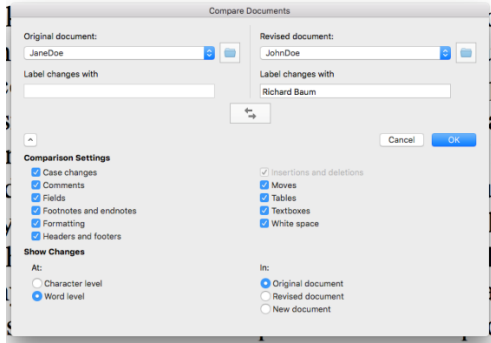 Compare Documents
Original document:
Revised document:
JaneDoe
JohnDoe
Label changes with
Label changes with
Richard Baum
Cancel
OK
Comparison Settings
Case changes
Insertions and deletions
Comments
Moves
Fields
Tables
Footnotes and endnotes
Textboxes
Formatting
White space
Headers and footers
Show Changes
At:
In:
Character level
Original document
Word level
Revised document
New document